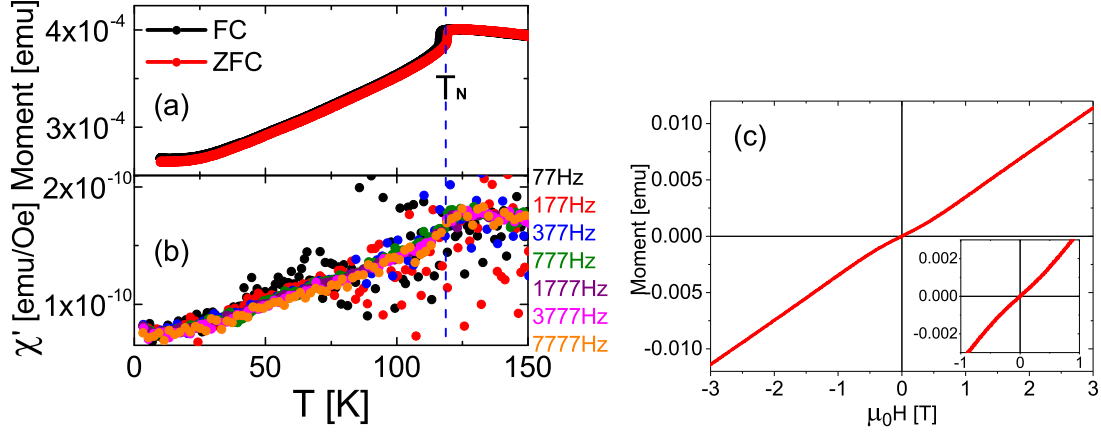 4x10⁻⁴
3x10⁻⁴
Moment [emu]
FC
ZFC
(a)
T_N
2x10⁻¹⁰
1x10⁻¹⁰
χ' [emu/Oe]
(b)
77Hz
177Hz
377Hz
777Hz
1777Hz
3777Hz
7777Hz
0 50 100 150
T [K]
(c)
0.010
0.005
0.000
-0.005
-0.010
Moment [emu]
0.002
0.000
-0.002
-1 0 1
-3 -2 -1 0 1 2 3
μ₀H [T]